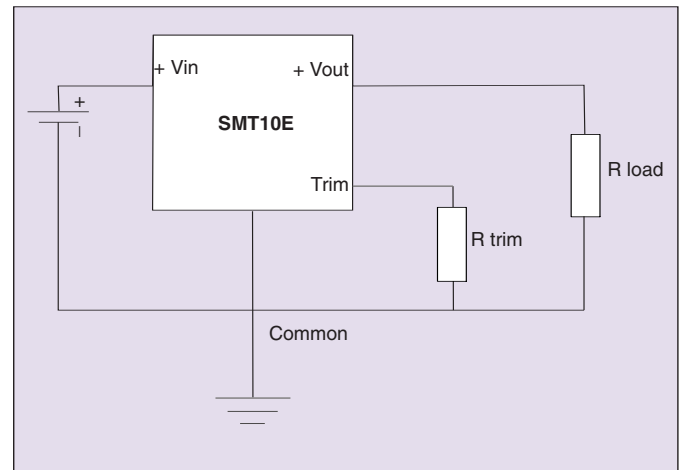 + Vin
+ Vout
SMT10E
+
–
Trim
R load
R trim
Common